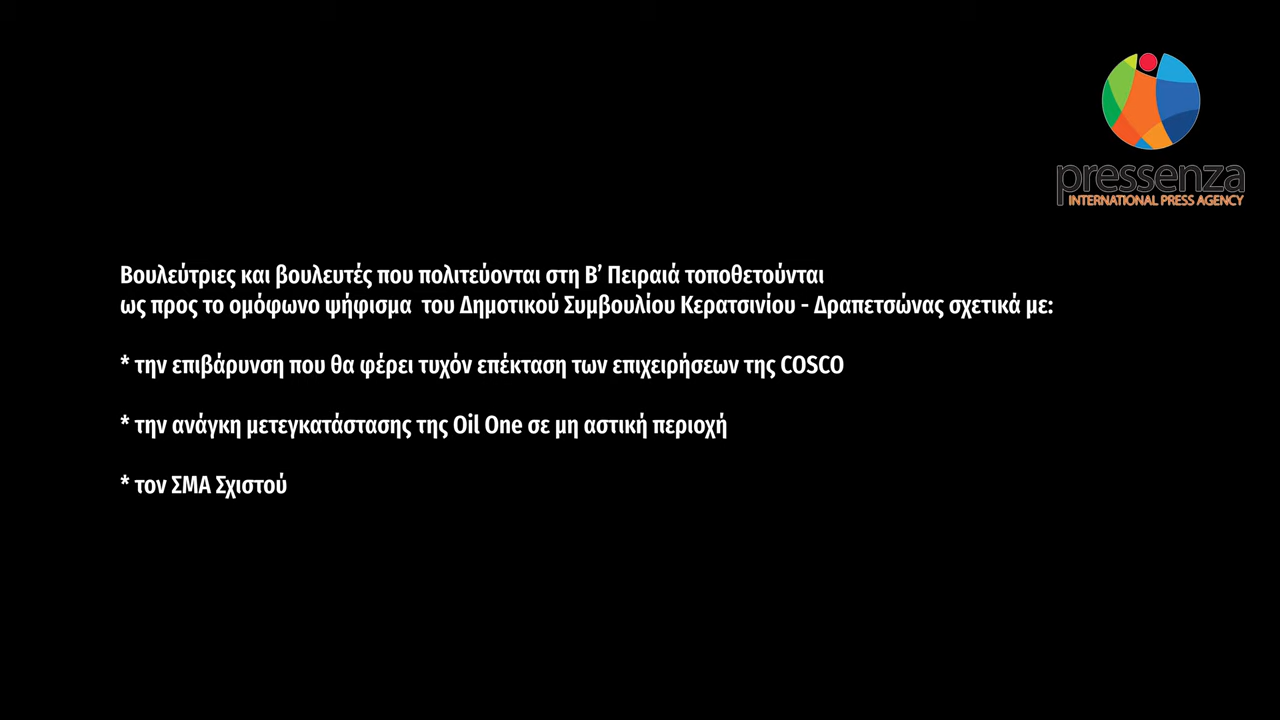 pressenza
INTERNATIONAL PRESS AGENCY
Βουλεύτριες και βουλευτές που πολιτεύονται στη Β’ Πειραιά τοποθετούνται
ως προς το ομόφωνο ψήφισμα  του Δημοτικού Συμβουλίου Κερατσινίου - Δραπετσώνας σχετικά με:
* την επιβάρυνση που θα φέρει τυχόν επέκταση των επιχειρήσεων της COSCO
* την ανάγκη μετεγκατάστασης της Oil One σε μη αστική περιοχή
* τον ΣΜΑ Σχιστού